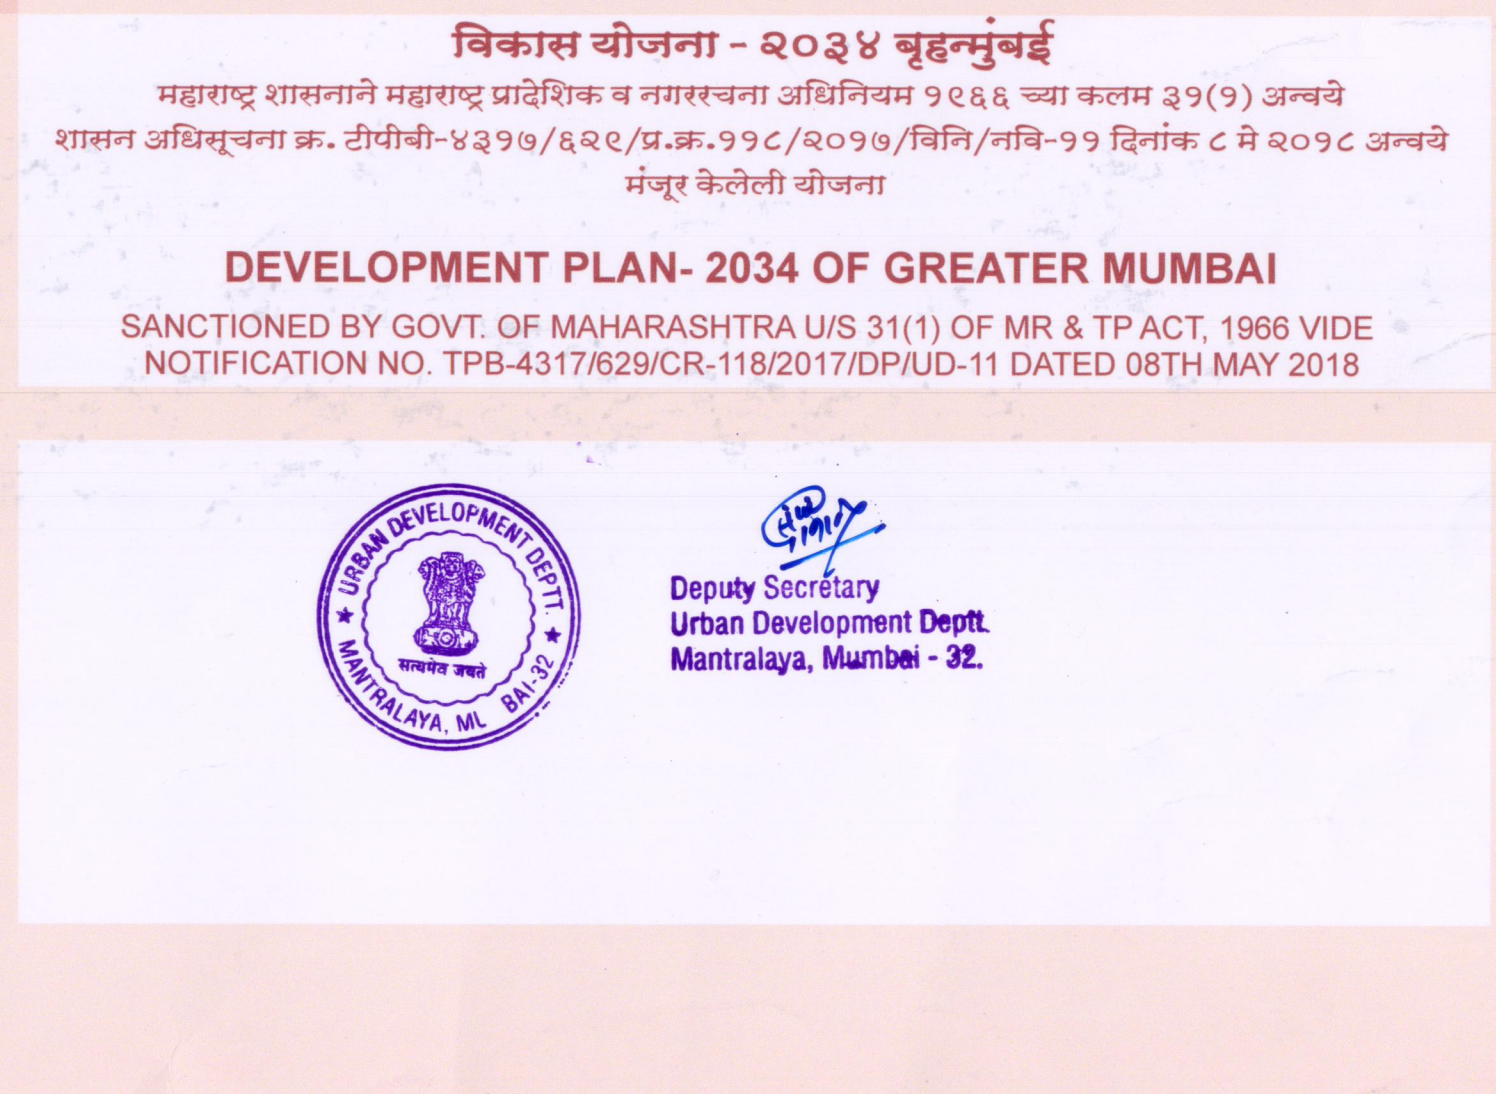 विकास योजना - २०३४ बृहन्मुंबई
महाराष्ट्र शासनाने महाराष्ट्र प्रादेशिक व नगररचना अधिनियम १९६६ च्या कलम ३१(१) अन्वये
शासन अधिसूचना क्र. टीपीबी-४३१७/६२९/प्र.क्र.११८/२०१७/विनि/नवि-११ दिनांक ८ मे २०१८ अन्वये
मंजूर केलेली योजना
DEVELOPMENT PLAN- 2034 OF GREATER MUMBAI
SANCTIONED BY GOVT. OF MAHARASHTRA U/S 31(1) OF MR & TP ACT, 1966 VIDE
NOTIFICATION NO. TPB-4317/629/CR-118/2017/DP/UD-11 DATED 08TH MAY 2018
URBAN DEVELOPMENT DEPTT.
सत्यमेव जयते
MANTRALAYA, M BAI-32
Deputy Secretary
Urban Development Deptt.
Mantralaya, Mumbai - 32.